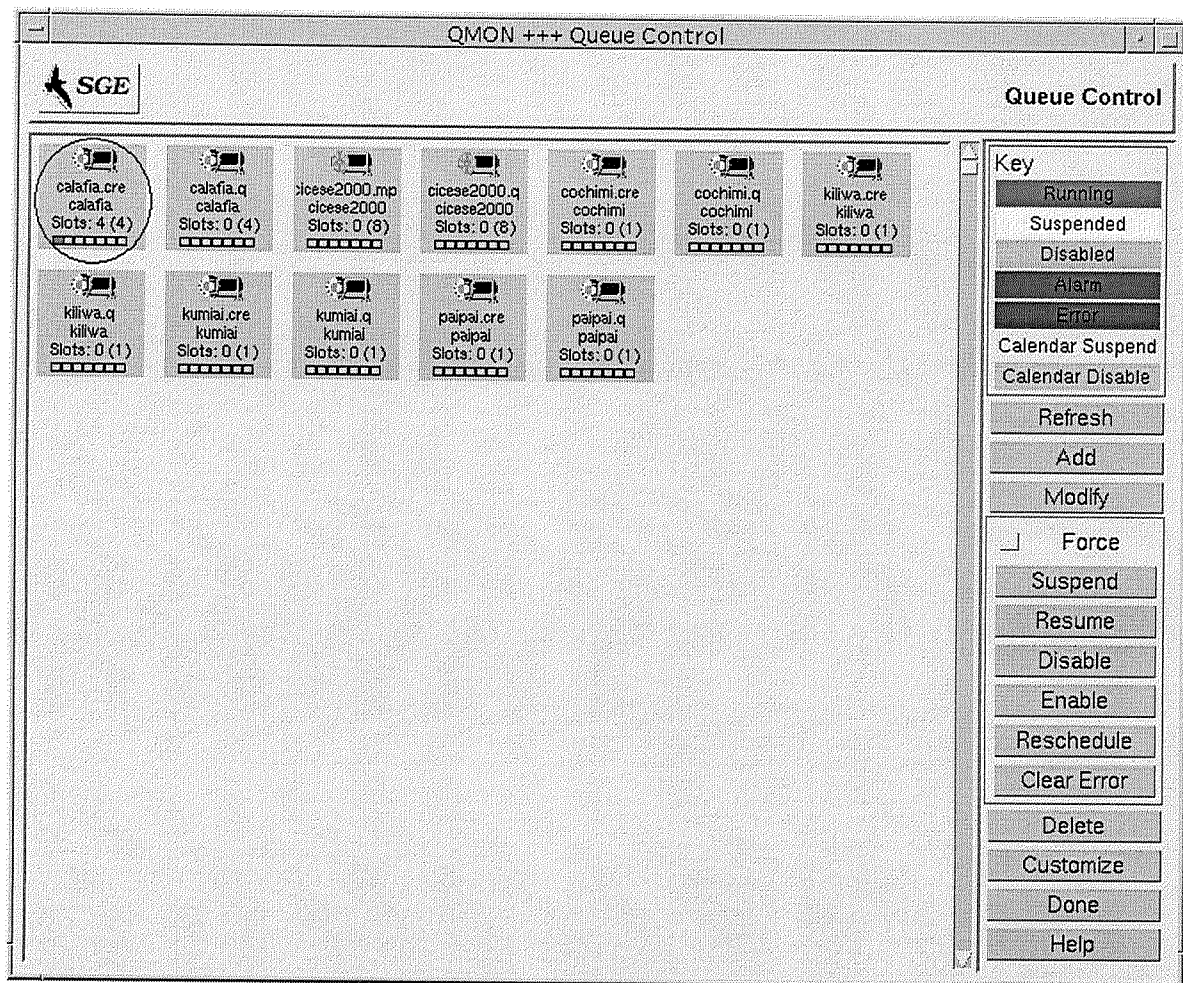 QMON +++ Queue Control
SGE
Queue Control
calafia.cre
calafia
Slots: 4 (4)
calafia.q
calafia
Slots: 0 (4)
cicese2000.mp
cicese2000
Slots: 0 (8)
cicese2000.q
cicese2000
Slots: 0 (8)
cochimi.cre
cochimi
Slots: 0 (1)
cochimi.q
cochimi
Slots: 0 (1)
kiliwa.cre
kiliwa
Slots: 0 (1)
kiliwa.q
kiliwa
Slots: 0 (1)
kumiai.cre
kumiai
Slots: 0 (1)
kumiai.q
kumiai
Slots: 0 (1)
paipai.cre
paipai
Slots: 0 (1)
paipai.q
paipai
Slots: 0 (1)
Key
Running
Suspended
Disabled
Alarm
Error
Calendar Suspend
Calendar Disable
Refresh
Add
Modify
Force
Suspend
Resume
Disable
Enable
Reschedule
Clear Error
Delete
Customize
Done
Help